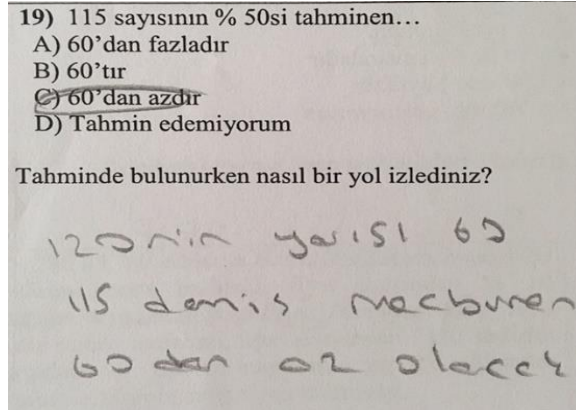 19) 115 sayısının % 50si tahminen...
A) 60'dan fazladır
B) 60'tır
C) 60'dan azdır
D) Tahmin edemiyorum
Tahminde bulunurken nasıl bir yol izlediniz?
120 nin yarısı 60
115 demiş mecburen
60 dan az olacak